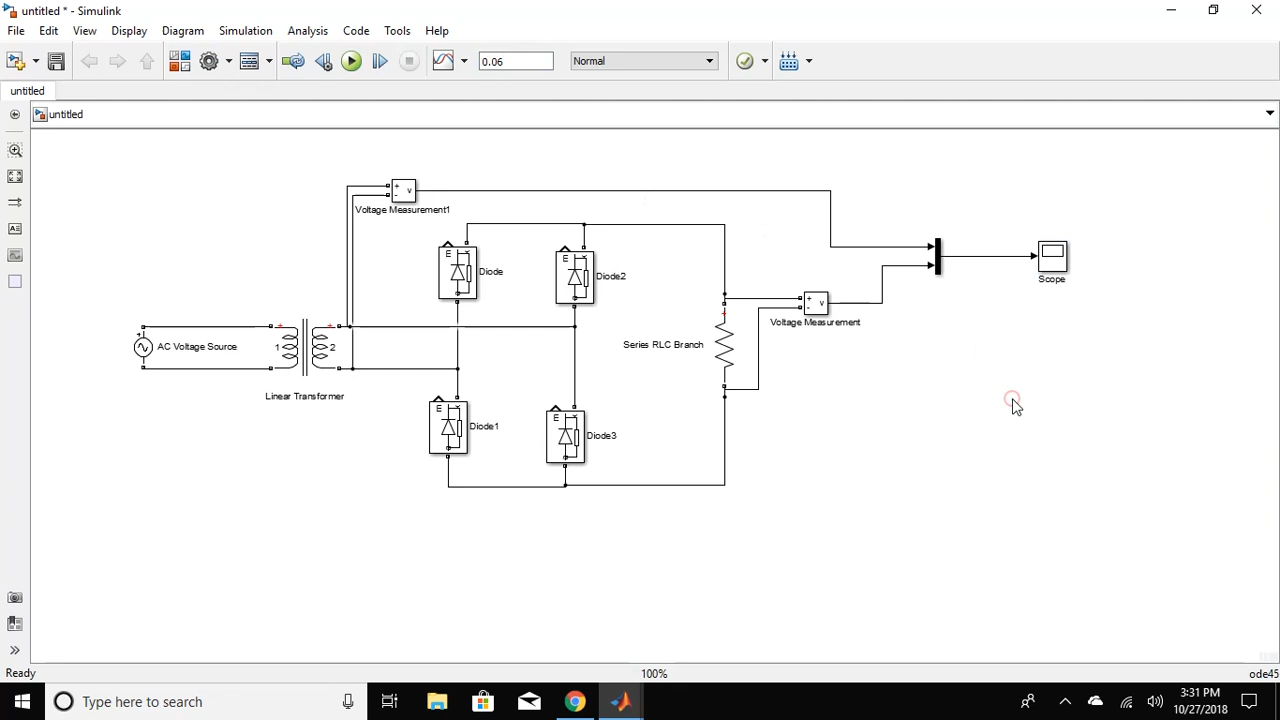 untitled * - Simulink
File Edit View Display Diagram Simulation Analysis Code Tools Help
0.06 Normal
untitled
untitled
+ v
-
Voltage Measurement1
m
Diode
m
Diode2
Scope
+ v
-
Voltage Measurement
+
AC Voltage Source
+ +
1 2
Linear Transformer
+
Series RLC Branch
m
Diode1
m
Diode3
Ready 100% ode45
Type here to search
3:31 PM
10/27/2018